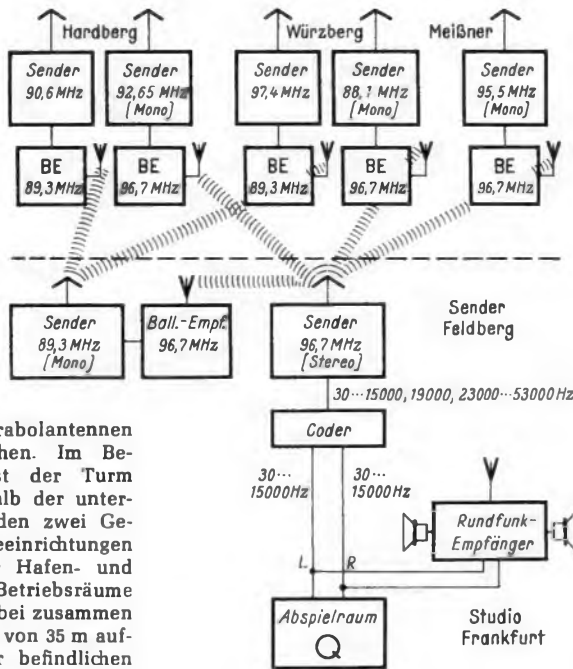 Hardberg
Würzberg
Meißner
Sender
90,6 MHz
Sender
92,65 MHz
[Mono]
Sender
97,4 MHz
Sender
88,1 MHz
[Mono]
Sender
95,5 MHz
[Mono]
BE
89,3 MHz
BE
96,7 MHz
BE
89,3 MHz
BE
96,7 MHz
BE
96,7 MHz
Sender
89,3 MHz
[Mono]
Ball.-Empf.
96,7 MHz
Sender
96,7 MHz
[Stereo]
Sender
Feldberg
30···15000, 19000, 23000···53000 Hz
Coder
30···
15000 Hz
30···
15000 Hz
Rundfunk-
Empfänger
L
R
Abspielraum
Studio
Frankfurt
rabolantennen
hen. Im Be-
st der Turm
alb der unter-
den zwei Ge-
eeinrichtungen
Hafen- und
Betriebsräume
bei zusammen
von 35 m auf-
r befindlichen